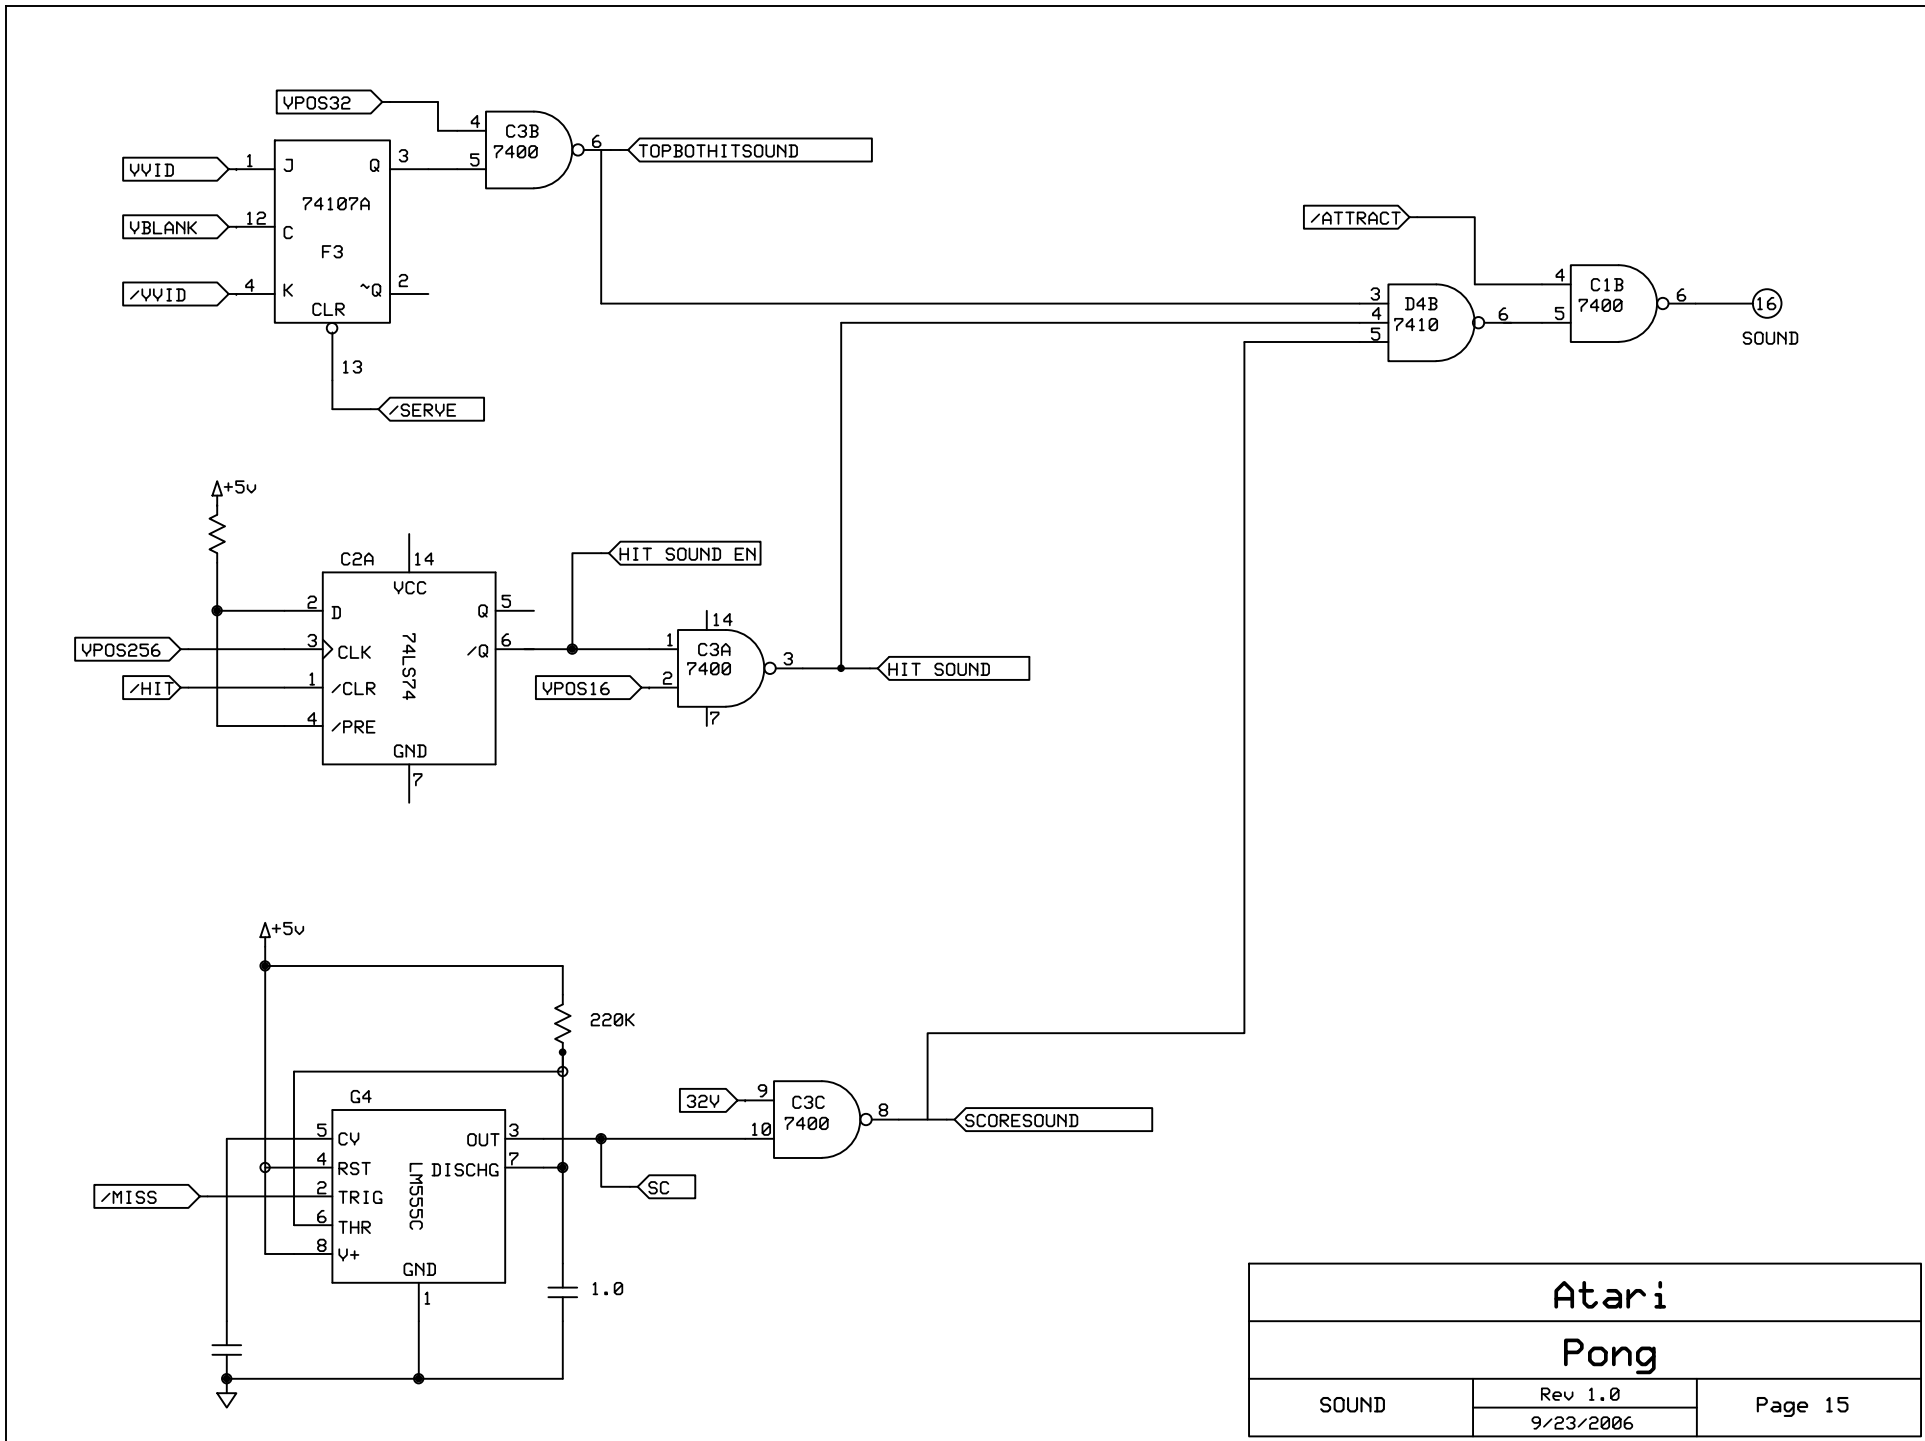 VPOS32
4
C3B
7400
5
6
TOPBOTHITSOUND
VVID
1
J
Q
3
74107A
VBLANK
12
C
F3
/VVID
4
K
~Q
2
CLR
13
/SERVE
/ATTRACT
3
4
5
D4B
7410
6
4
5
C1B
7400
6
16
SOUND
+5v
C2A
14
VCC
2
D
Q
5
VPOS256
3
CLK
/Q
6
74LS74
/HIT
1
/CLR
4
/PRE
GND
7
HIT SOUND EN
14
1
C3A
7400
3
VPOS16
2
7
HIT SOUND
+5v
220K
G4
5
CV
OUT
3
4
RST
DISCHG
7
LM555C
/MISS
2
TRIG
6
THR
8
V+
GND
1
1.0
32V
9
C3C
7400
10
8
SCORESOUND
SC
Atari
Pong
SOUND
Rev 1.0
9/23/2006
Page 15